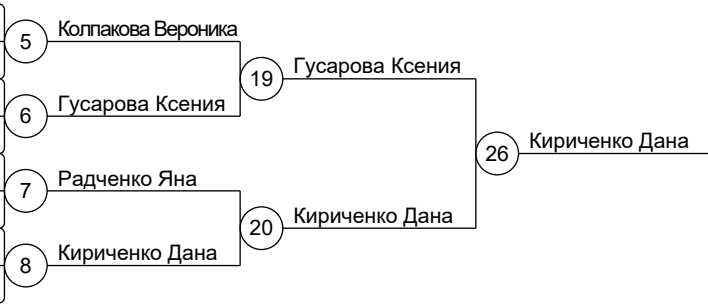 5 Колпакова Вероника
19 Гусарова Ксения
6 Гусарова Ксения
26 Кириченко Дана
7 Радченко Яна
20 Кириченко Дана
8 Кириченко Дана